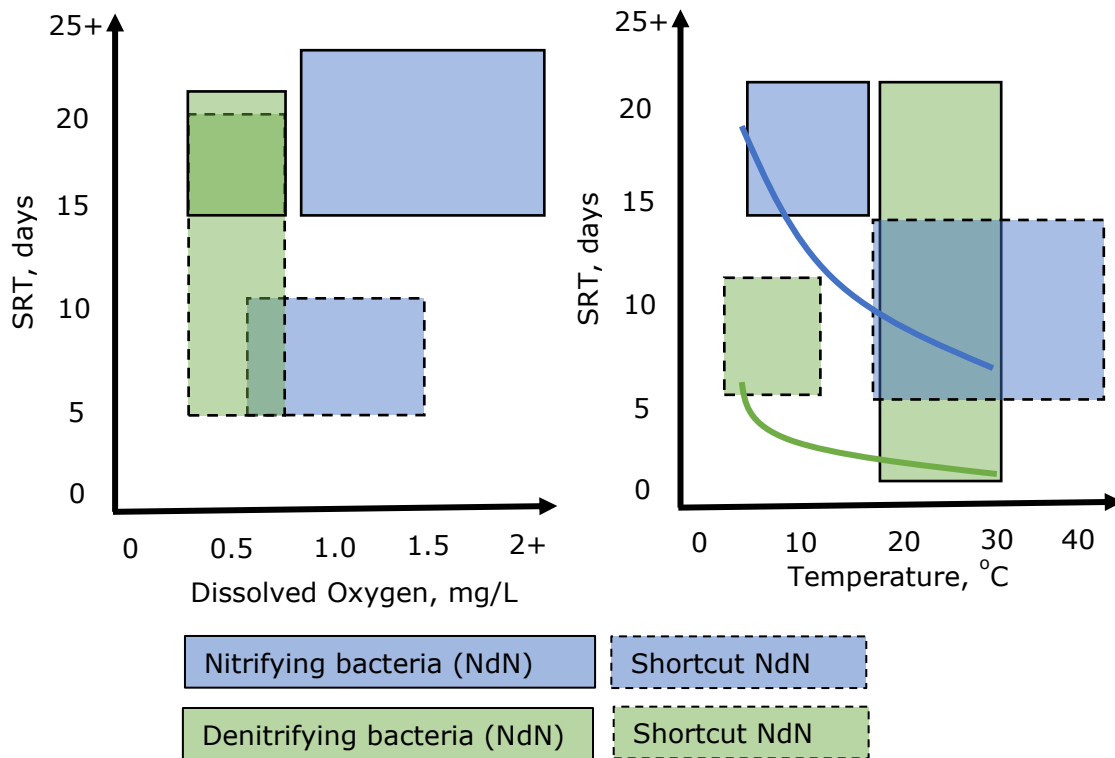 25+
20
15
10
5
0
SRT, days
0
0.5
1.0
1.5
2+
Dissolved Oxygen, mg/L
25+
20
15
10
5
0
SRT, days
0
10
20
30
40
Temperature, °C
Nitrifying bacteria (NdN)
Shortcut NdN
Denitrifying bacteria (NdN)
Shortcut NdN